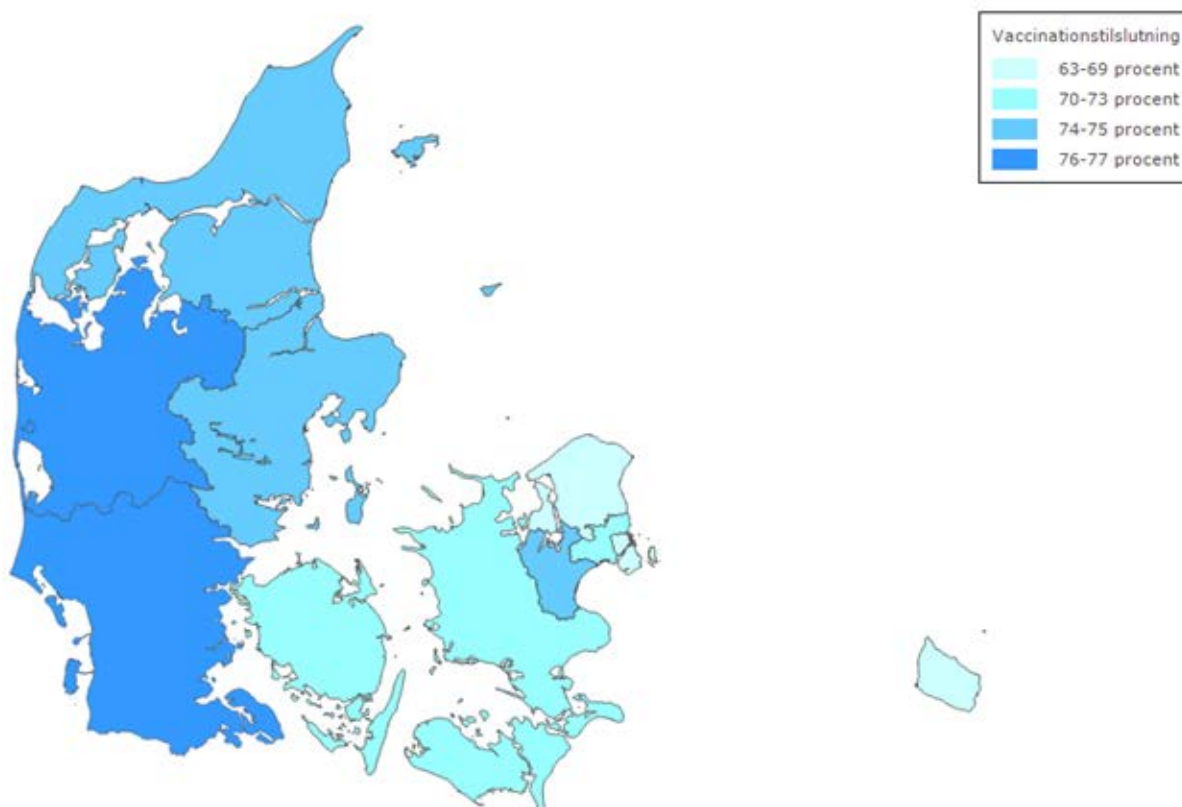 Vaccinationstilslutning
63-69 procent
70-73 procent
74-75 procent
76-77 procent